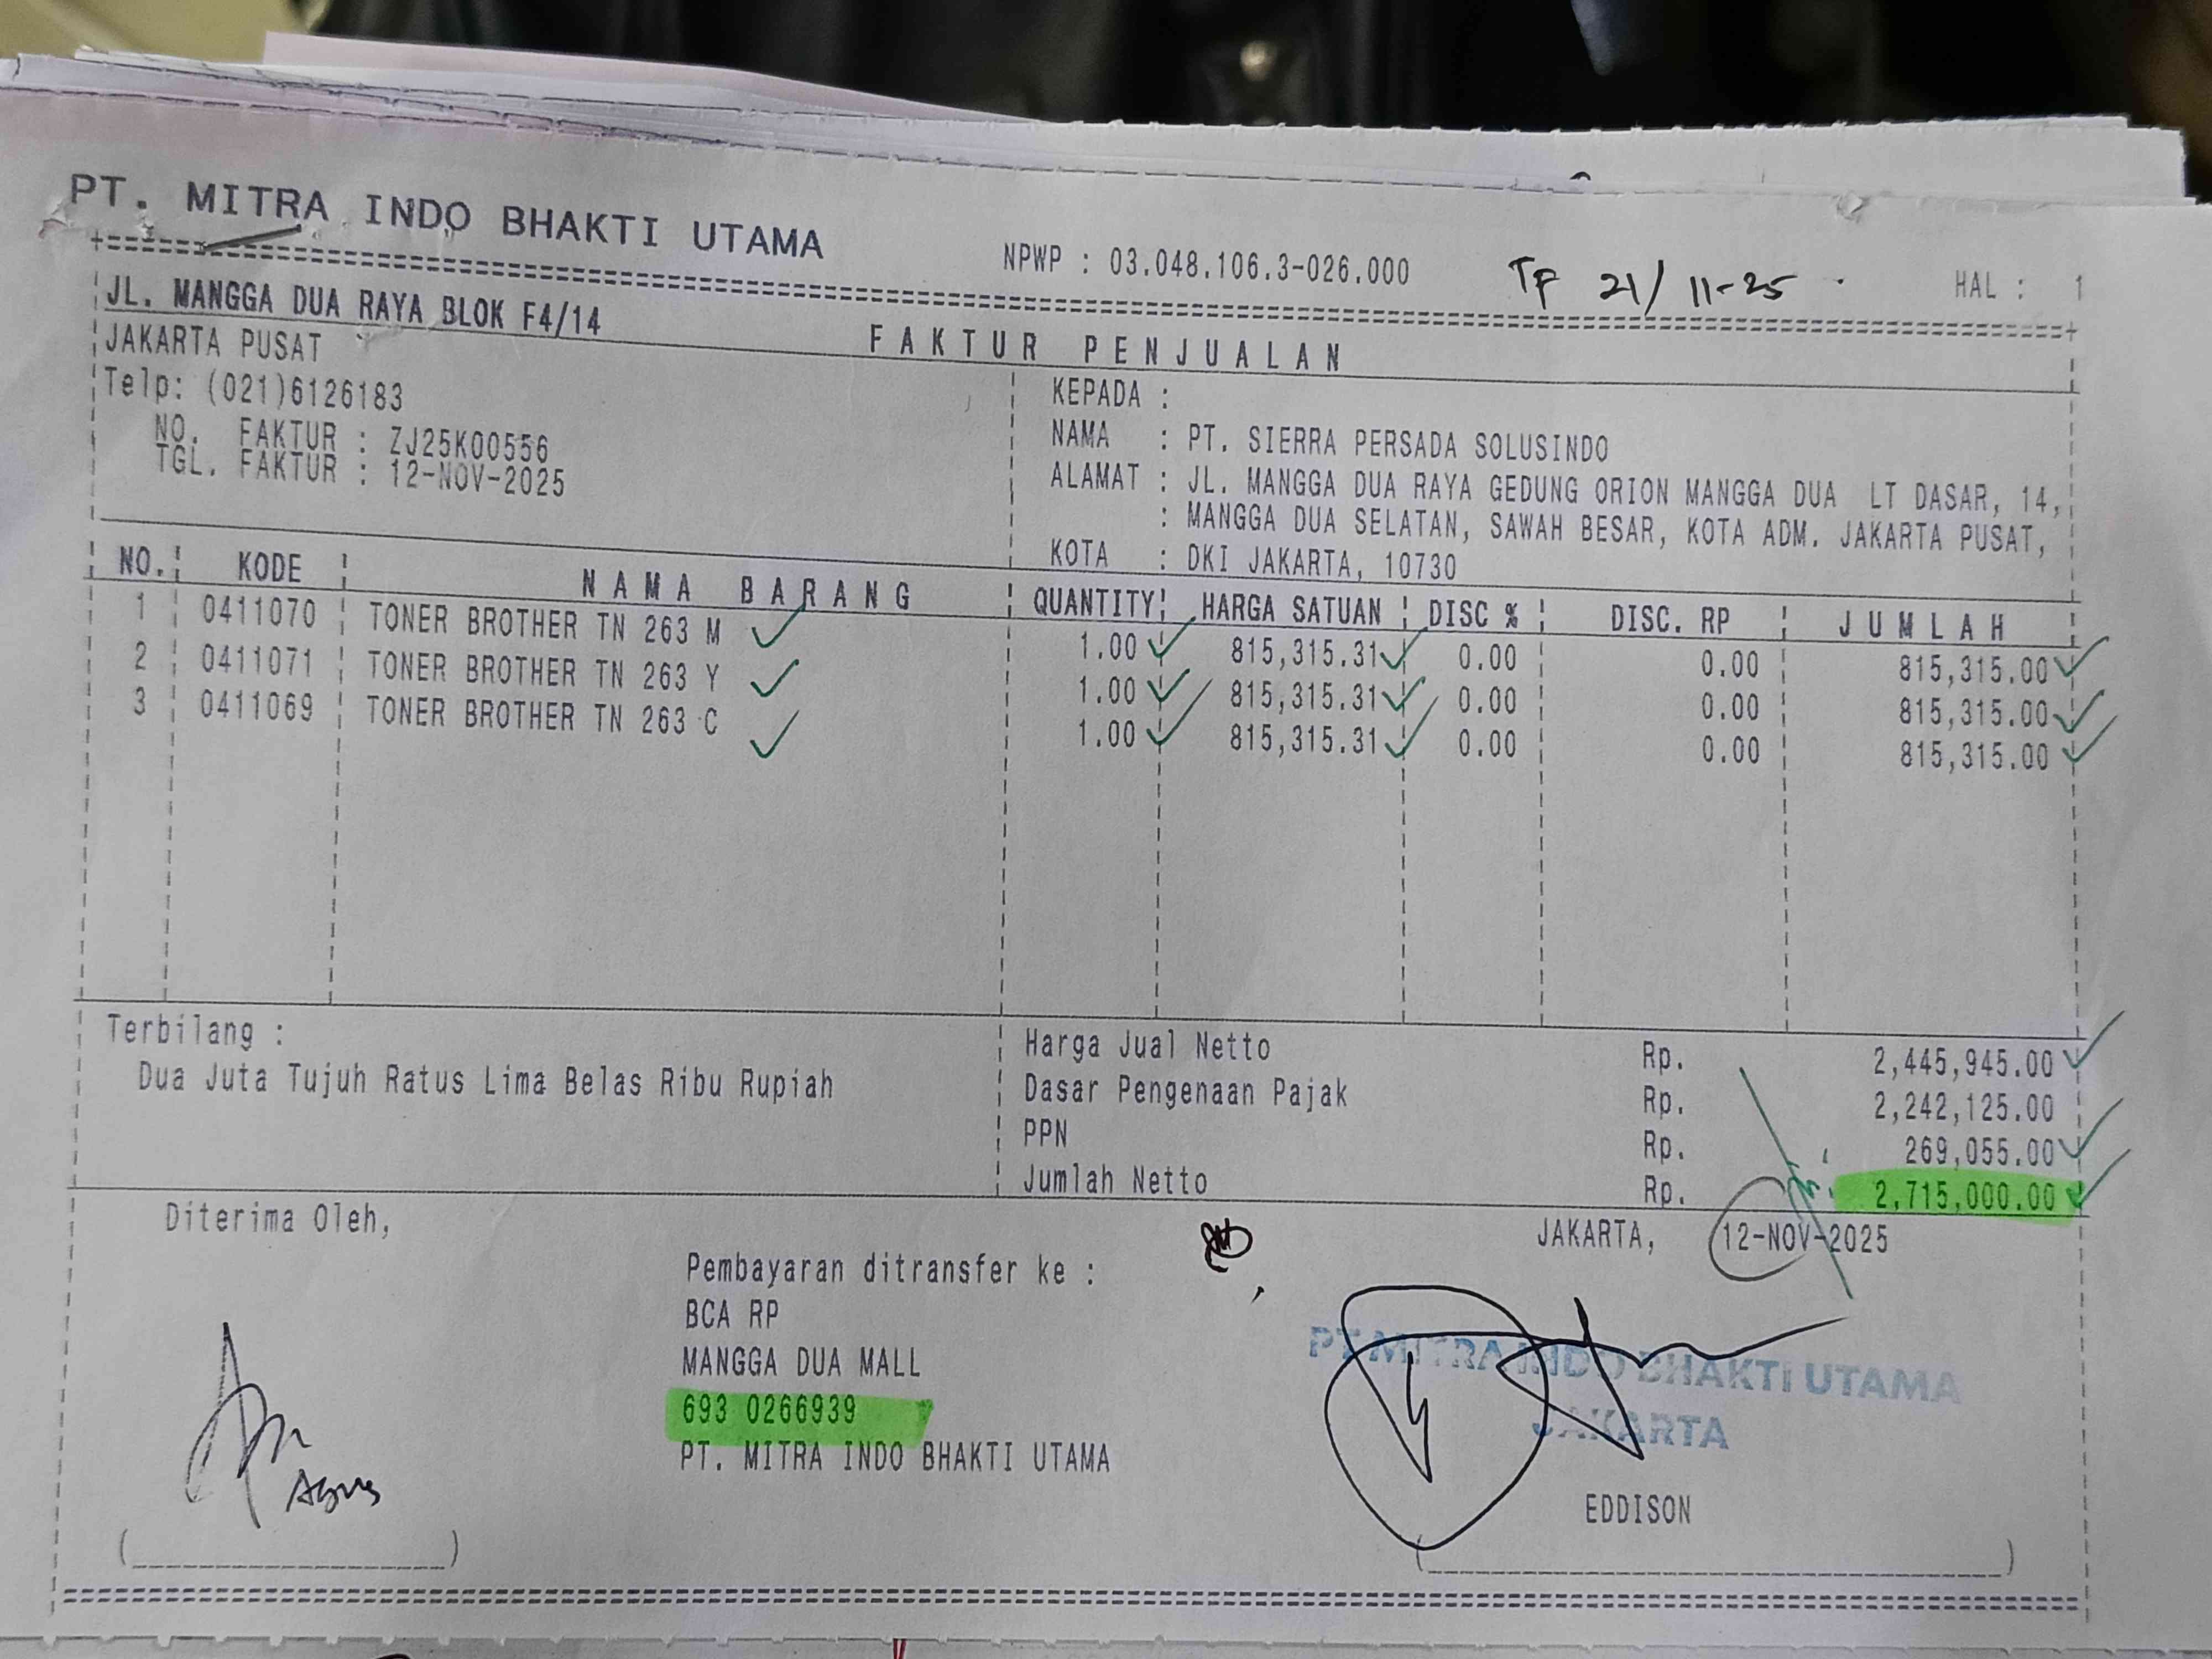 PT. MITRA INDO BHAKTI UTAMA
NPWP : 03.048.106.3-026.000
TF 21/11-25
HAL : 1
JL. MANGGA DUA RAYA BLOK F4/14
JAKARTA PUSAT
Telp: (021)6126183
NO. FAKTUR : ZJ25K00556
TGL. FAKTUR : 12-NOV-2025
FAKTUR PENJUALAN
KEPADA :
NAMA : PT. SIERRA PERSADA SOLUSINDO
ALAMAT : JL. MANGGA DUA RAYA GEDUNG ORION MANGGA DUA LT DASAR, 14,
: MANGGA DUA SELATAN, SAWAH BESAR, KOTA ADM. JAKARTA PUSAT,
KOTA : DKI JAKARTA, 10730
NO. KODE NAMA BARANG QUANTITY HARGA SATUAN DISC % DISC. RP JUMLAH
1 0411070 TONER BROTHER TN 263 M 1.00 815,315.31 0.00 0.00 815,315.00
2 0411071 TONER BROTHER TN 263 Y 1.00 815,315.31 0.00 0.00 815,315.00
3 0411069 TONER BROTHER TN 263 C 1.00 815,315.31 0.00 0.00 815,315.00
Terbilang :
Dua Juta Tujuh Ratus Lima Belas Ribu Rupiah
Harga Jual Netto Rp. 2,445,945.00
Dasar Pengenaan Pajak Rp. 2,242,125.00
PPN Rp. 269,055.00
Jumlah Netto Rp. 2,715,000.00
Diterima Oleh,
Agus
Pembayaran ditransfer ke :
BCA RP
MANGGA DUA MALL
693 0266939
PT. MITRA INDO BHAKTI UTAMA
JAKARTA, 12-NOV-2025
PT MITRA INDO BHAKTI UTAMA
JAKARTA
EDDISON